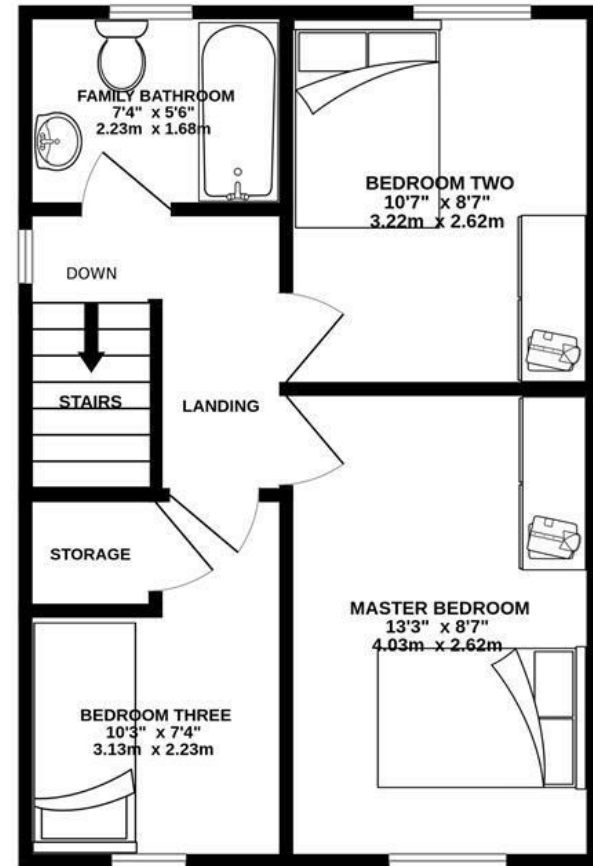 FAMILY BATHROOM
7'4" x 5'6"
2.23m x 1.68m
BEDROOM TWO
10'7" x 8'7"
3.22m x 2.62m
DOWN
STAIRS
LANDING
STORAGE
MASTER BEDROOM
13'3" x 8'7"
4.03m x 2.62m
BEDROOM THREE
10'3" x 7'4"
3.13m x 2.23m